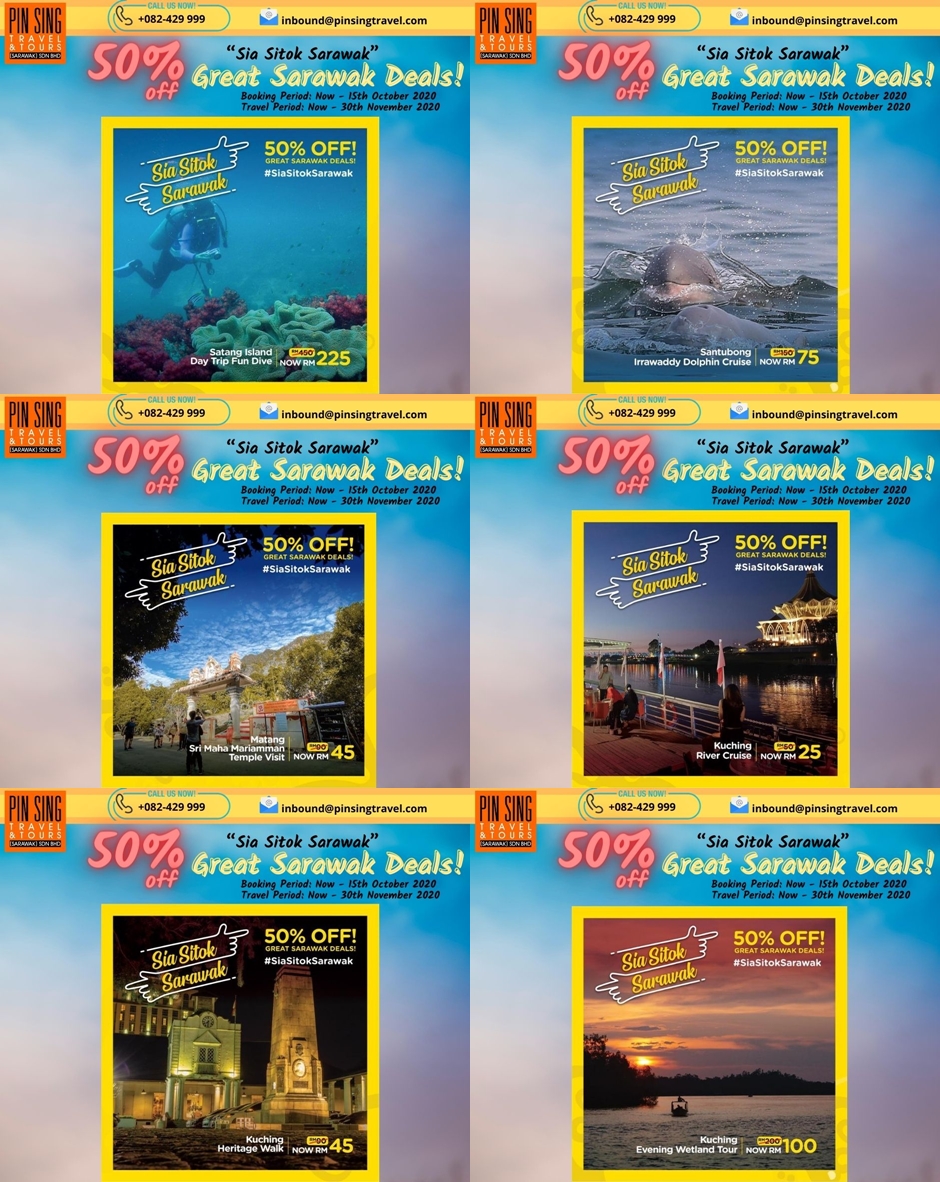 PIN SING
TRAVEL
& TOURS
(SARAWAK) SDN BHD
CALL US NOW!
+082-429 999
inbound@pinsingtravel.com
50%
off
“Sia Sitok Sarawak”
Great Sarawak Deals!
Booking Period: Now - 15th October 2020
Travel Period: Now - 30th November 2020
Sia Sitok
Sarawak
50% OFF!
GREAT SARAWAK DEALS!
#SiaSitokSarawak
Satang Island
Day Trip Fun Dive
RM450
NOW RM 225
PIN SING
TRAVEL
& TOURS
(SARAWAK) SDN BHD
CALL US NOW!
+082-429 999
inbound@pinsingtravel.com
50%
off
“Sia Sitok Sarawak”
Great Sarawak Deals!
Booking Period: Now - 15th October 2020
Travel Period: Now - 30th November 2020
Sia Sitok
Sarawak
50% OFF!
GREAT SARAWAK DEALS!
#SiaSitokSarawak
Santubong
Irrawaddy Dolphin Cruise
RM150
NOW RM 75
PIN SING
TRAVEL
& TOURS
(SARAWAK) SDN BHD
CALL US NOW!
+082-429 999
inbound@pinsingtravel.com
50%
off
“Sia Sitok Sarawak”
Great Sarawak Deals!
Booking Period: Now - 15th October 2020
Travel Period: Now - 30th November 2020
Sia Sitok
Sarawak
50% OFF!
GREAT SARAWAK DEALS!
#SiaSitokSarawak
Matang
Sri Maha Mariamman
Temple Visit
RM90
NOW RM 45
PIN SING
TRAVEL
& TOURS
(SARAWAK) SDN BHD
CALL US NOW!
+082-429 999
inbound@pinsingtravel.com
50%
off
“Sia Sitok Sarawak”
Great Sarawak Deals!
Booking Period: Now - 15th October 2020
Travel Period: Now - 30th November 2020
Sia Sitok
Sarawak
50% OFF!
GREAT SARAWAK DEALS!
#SiaSitokSarawak
Kuching
River Cruise
RM50
NOW RM 25
PIN SING
TRAVEL
& TOURS
(SARAWAK) SDN BHD
CALL US NOW!
+082-429 999
inbound@pinsingtravel.com
50%
off
“Sia Sitok Sarawak”
Great Sarawak Deals!
Booking Period: Now - 15th October 2020
Travel Period: Now - 30th November 2020
Sia Sitok
Sarawak
50% OFF!
GREAT SARAWAK DEALS!
#SiaSitokSarawak
Kuching
Heritage Walk
RM90
NOW RM 45
PIN SING
TRAVEL
& TOURS
(SARAWAK) SDN BHD
CALL US NOW!
+082-429 999
inbound@pinsingtravel.com
50%
off
“Sia Sitok Sarawak”
Great Sarawak Deals!
Booking Period: Now - 15th October 2020
Travel Period: Now - 30th November 2020
Sia Sitok
Sarawak
50% OFF!
GREAT SARAWAK DEALS!
#SiaSitokSarawak
Kuching
Evening Wetland Tour
RM200
NOW RM 100